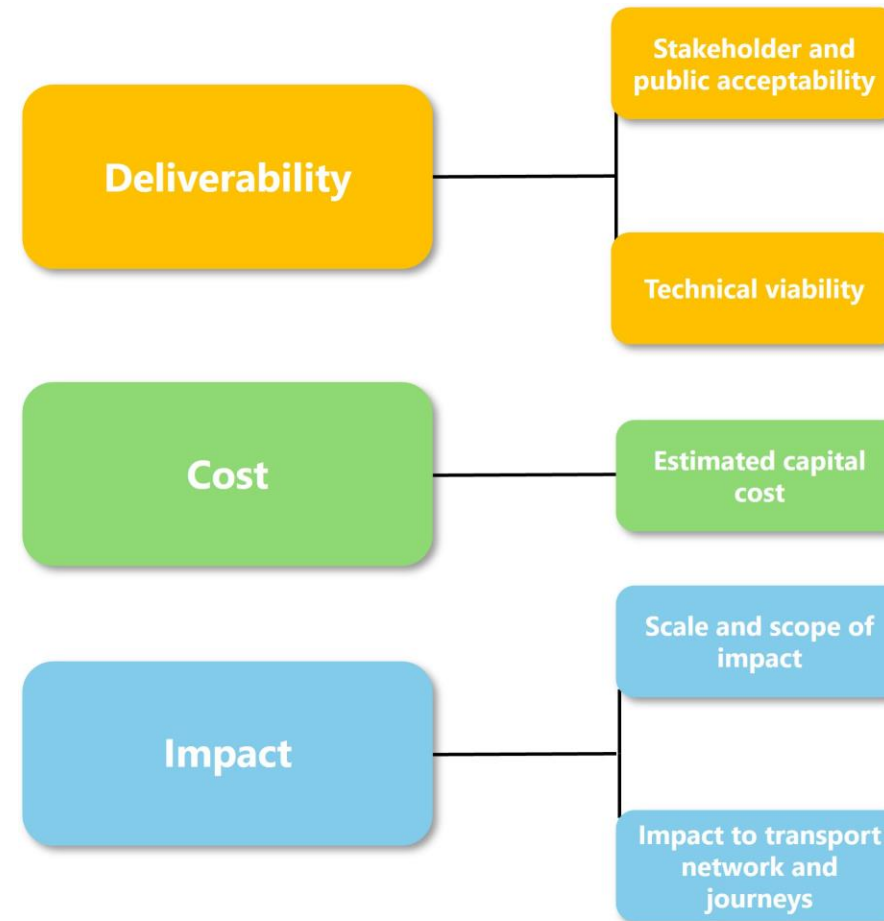 Deliverability
Stakeholder and
public acceptability
Technical viability
Cost
Estimated capital
cost
Impact
Scale and scope of
impact
Impact to transport
network and
journeys